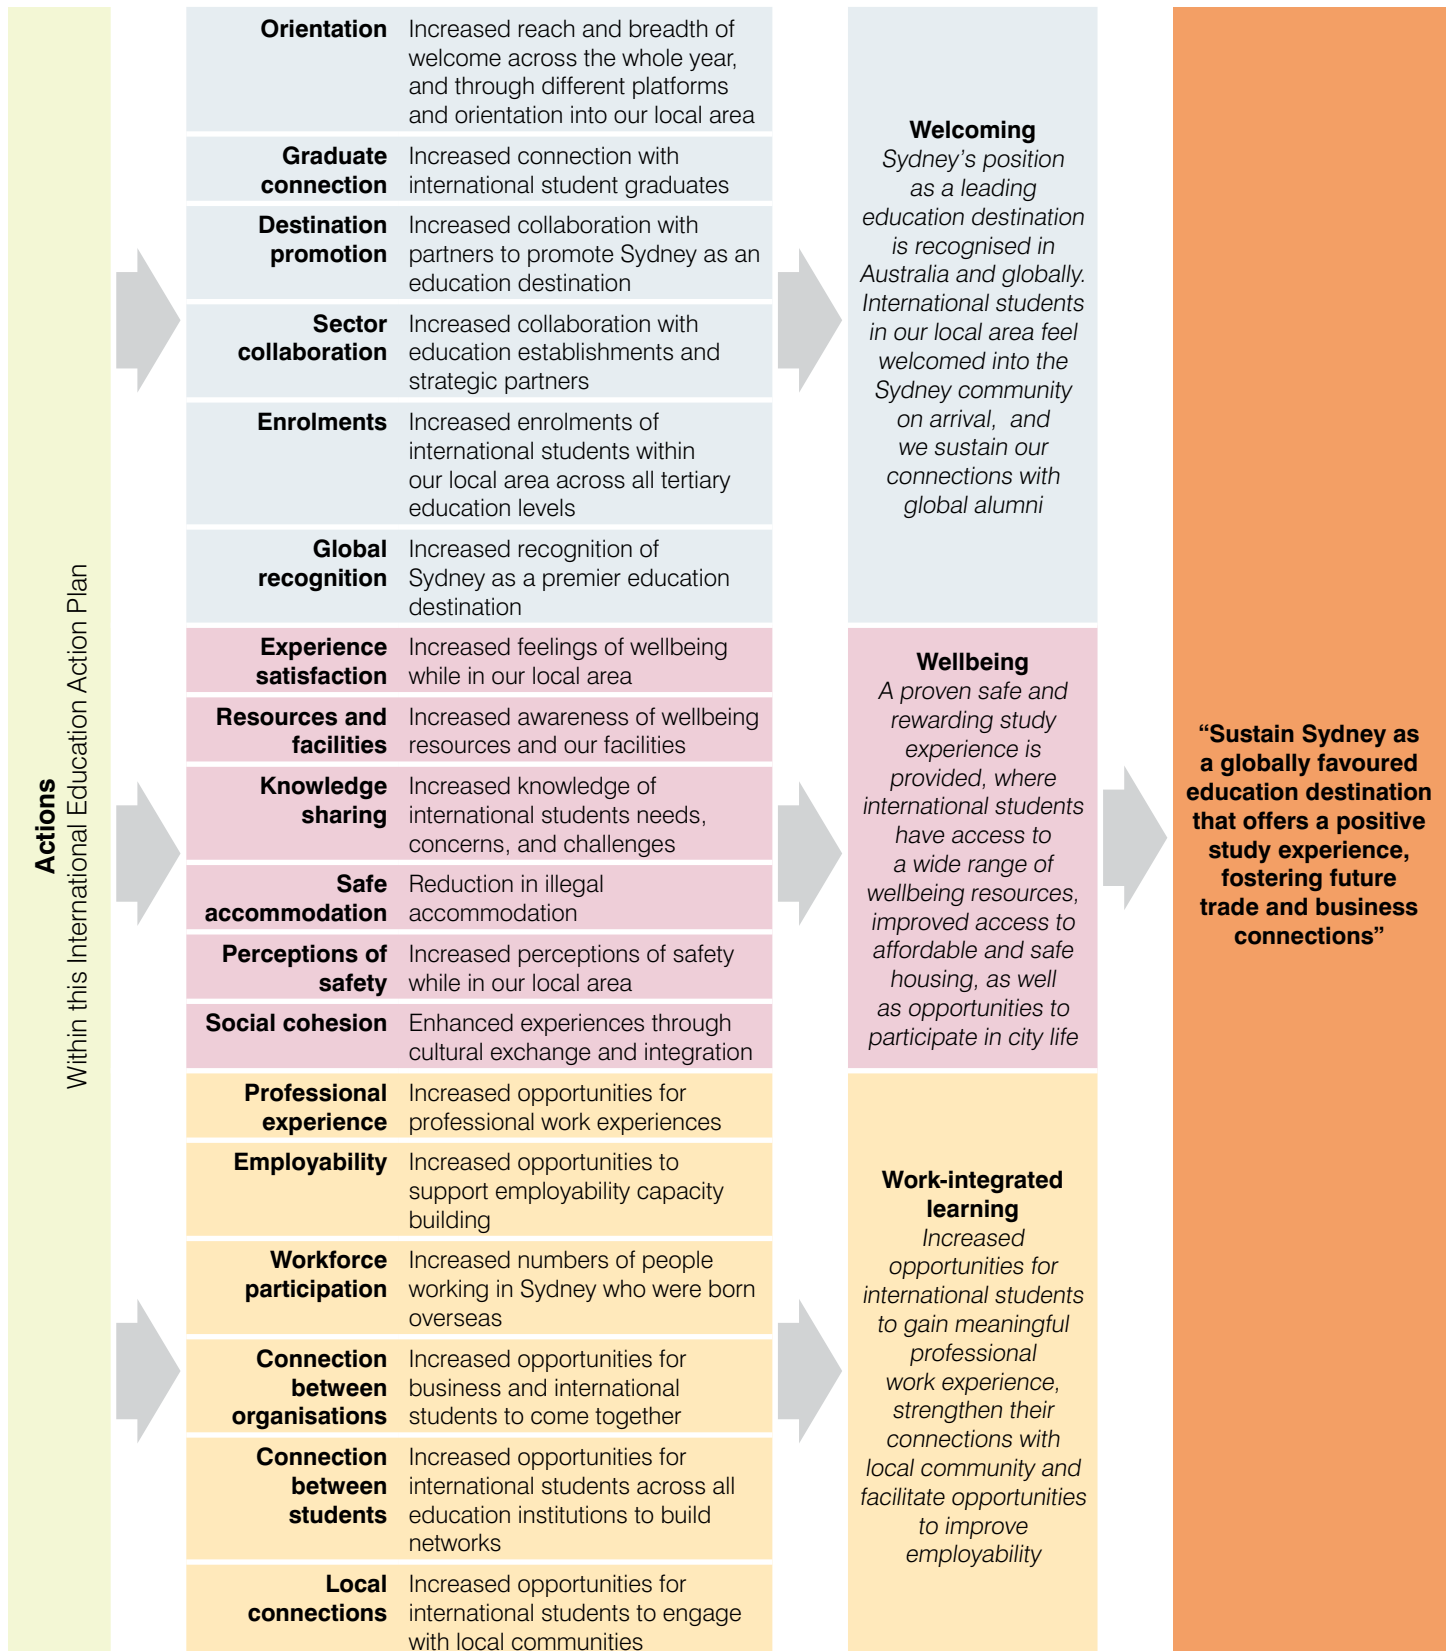 Actions
Within this International Education Action Plan
Orientation
Increased reach and breadth of
welcome across the whole year,
and through different platforms
and orientation into our local area
Graduate
connection
Increased connection with
international student graduates
Destination
promotion
Increased collaboration with
partners to promote Sydney as an
education destination
Sector
collaboration
Increased collaboration with
education establishments and
strategic partners
Enrolments
Increased enrolments of
international students within
our local area across all tertiary
education levels
Global
recognition
Increased recognition of
Sydney as a premier education
destination
Welcoming
Sydney’s position
as a leading
education destination
is recognised in
Australia and globally.
International students
in our local area feel
welcomed into the
Sydney community
on arrival,  and
we sustain our
connections with
global alumni
Experience
satisfaction
Increased feelings of wellbeing
while in our local area
Resources and
facilities
Increased awareness of wellbeing
resources and our facilities
Knowledge
sharing
Increased knowledge of
international students needs,
concerns, and challenges
Safe
accommodation
Reduction in illegal
accommodation
Perceptions of
safety
Increased perceptions of safety
while in our local area
Social cohesion
Enhanced experiences through
cultural exchange and integration
Wellbeing
A proven safe and
rewarding study
experience is
provided, where
international students
have access to
a wide range of
wellbeing resources,
improved access to
affordable and safe
housing, as well
as opportunities to
participate in city life
Professional
experience
Increased opportunities for
professional work experiences
Employability
Increased opportunities to
support employability capacity
building
Workforce
participation
Increased numbers of people
working in Sydney who were born
overseas
Connection
between
organisations
Increased opportunities for
business and international
students to come together
Connection
between
students
Increased opportunities for
international students across all
education institutions to build
networks
Local
connections
Increased opportunities for
international students to engage
with local communities
Work-integrated
learning
Increased
opportunities for
international students
to gain meaningful
professional
work experience,
strengthen their
connections with
local community and
facilitate opportunities
to improve
employability
“Sustain Sydney as
a globally favoured
education destination
that offers a positive
study experience,
fostering future
trade and business
connections”